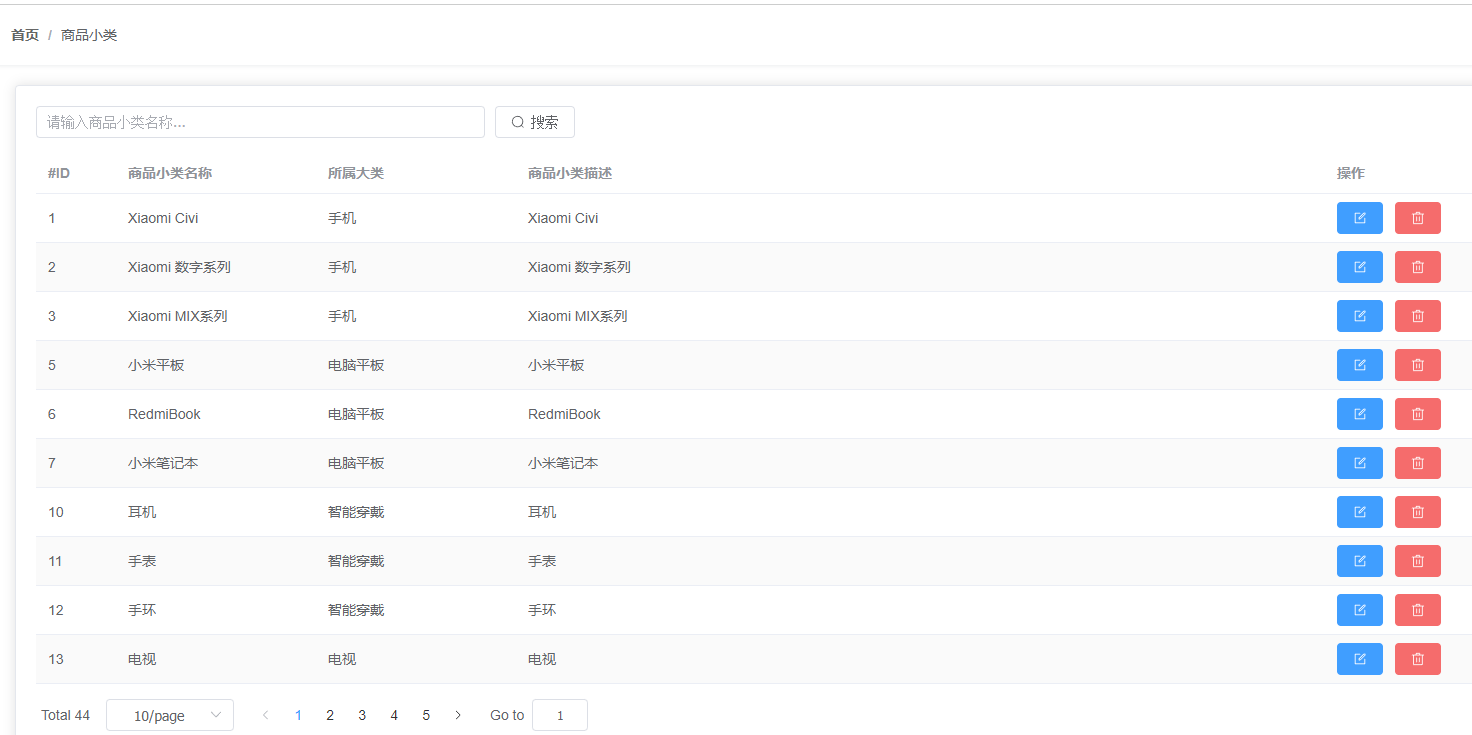 首页 / 商品小类
请输入商品小类名称... 搜索
#ID 商品小类名称 所属大类 商品小类描述 操作
1 Xiaomi Civi 手机 Xiaomi Civi
2 Xiaomi 数字系列 手机 Xiaomi 数字系列
3 Xiaomi MIX系列 手机 Xiaomi MIX系列
5 小米平板 电脑平板 小米平板
6 RedmiBook 电脑平板 RedmiBook
7 小米笔记本 电脑平板 小米笔记本
10 耳机 智能穿戴 耳机
11 手表 智能穿戴 手表
12 手环 智能穿戴 手环
13 电视 电视 电视
Total 44 10/page 1 2 3 4 5 Go to 1